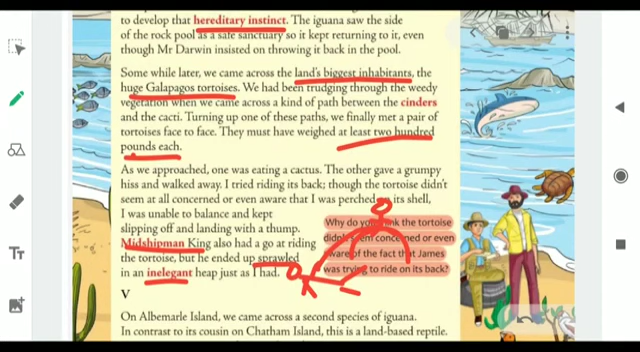 to develop that hereditary instinct. The iguana saw the side
of the rock pool as a safe sanctuary so it kept returning to it, even
though Mr Darwin insisted on throwing it back in the pool.
Some while later, we came across the land's biggest inhabitants, the
huge Galapagos tortoises. We had been trudging through the weedy
vegetation when we came across a kind of path between the cinders
and the cacti. Turning up one of these paths, we finally met a pair of
tortoises face to face. They must have weighed at least two hundred
pounds each.
As we approached, one was eating a cactus. The other gave a grumpy
hiss and walked away. I tried riding its back; though the tortoise didn't
seem at all concerned or even aware that I was perched on its shell,
I was unable to balance and kept
slipping off and landing with a thump.
Midshipman King also had a go at riding
the tortoise, but he ended up sprawled
in an inelegant heap just as I had.
Why do you think the tortoise
didn't seem concerned or even
aware of the fact that James
was trying to ride on its back?
V
On Albemarle Island, we came across a second species of iguana.
In contrast to its cousin on Chatham Island, this is a land-based reptile.
Tт